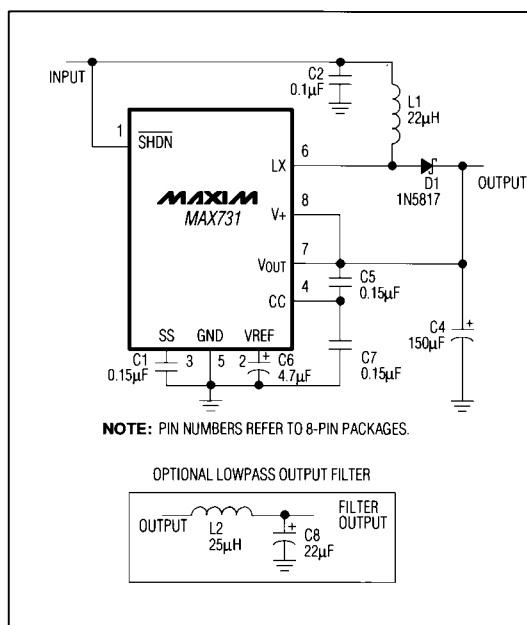 INPUT
C2
0.1µF
L1
22µH
1
SHDN
6
LX
D1
1N5817
OUTPUT
MAXIM
MAX731
8
V+
7
VOUT
C5
0.15µF
4
CC
C4
150µF
+
SS
GND
VREF
C1
0.15µF
3
5
2
+
C6
4.7µF
C7
0.15µF
NOTE: PIN NUMBERS REFER TO 8-PIN PACKAGES.
OPTIONAL LOWPASS OUTPUT FILTER
OUTPUT
L2
25µH
+
C8
22µF
FILTER
OUTPUT